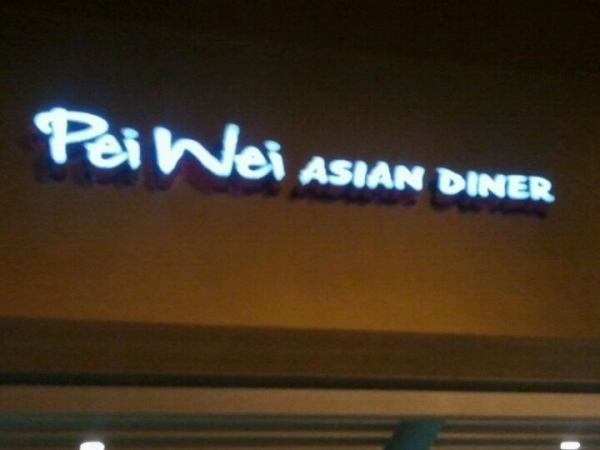 Pei Wei ASIAN DINER